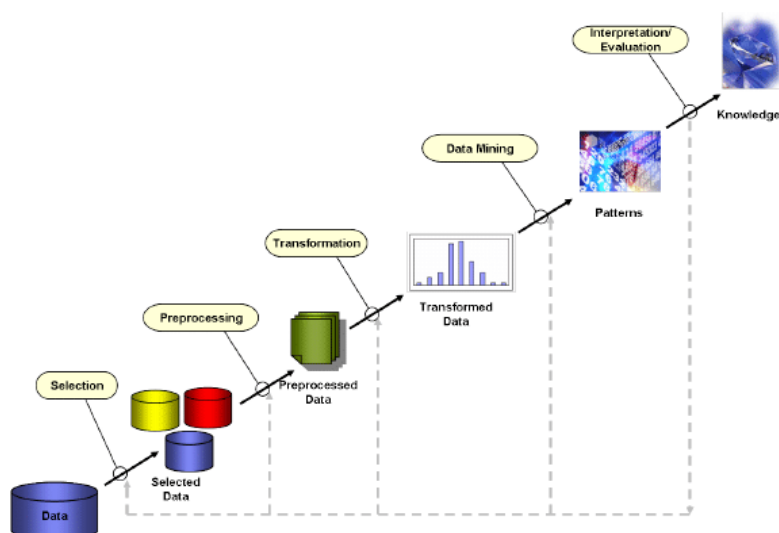 Interpretation/
Evaluation
Knowledge
Data Mining
Patterns
Transformation
Transformed
Data
Preprocessing
Preprocessed
Data
Selection
Selected
Data
Data